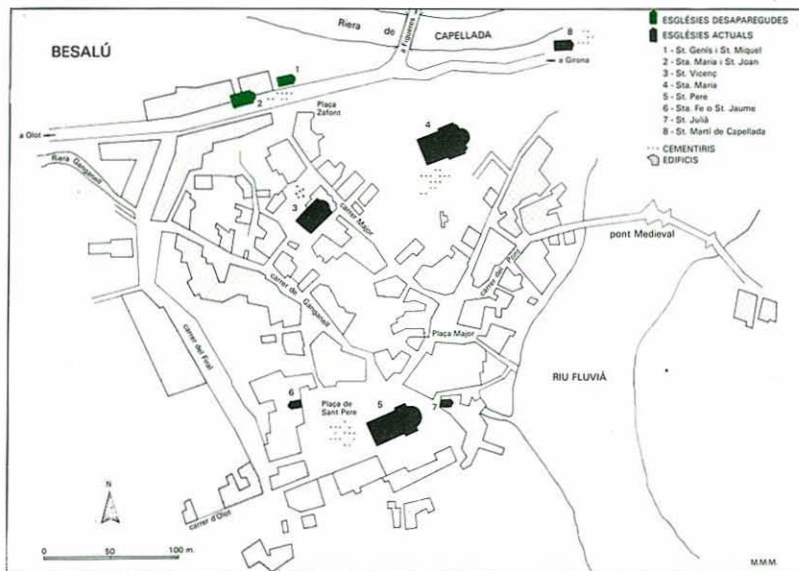 BESALÚ
Riera de CAPELLADA
a Figueres
a Girona
8
ESGLÉSIES DESAPAREGUDES
ESGLÉSIES ACTUALS
1 - St. Genís i St. Miquel
2 - Sta. Maria i St. Joan
3 - St. Vicenç
4 - Sta. Maria
5 - St. Pere
6 - Sta. Fe o St. Jaume
7 - St. Julià
8 - St. Martí de Capellada
CEMENTIRIS
EDIFICIS
1
2
Plaça
Zafont
4
a Olot
Riera Ganganell
3
carrer Major
pont Medieval
carrer del Pont
carrer de Ganganell
carrer del Firal
Plaça Major
RIU FLUVIÀ
6
Plaça de
Sant Pere
5
7
N
carrer d'Olot
0 50 100 m.
M.M.M.